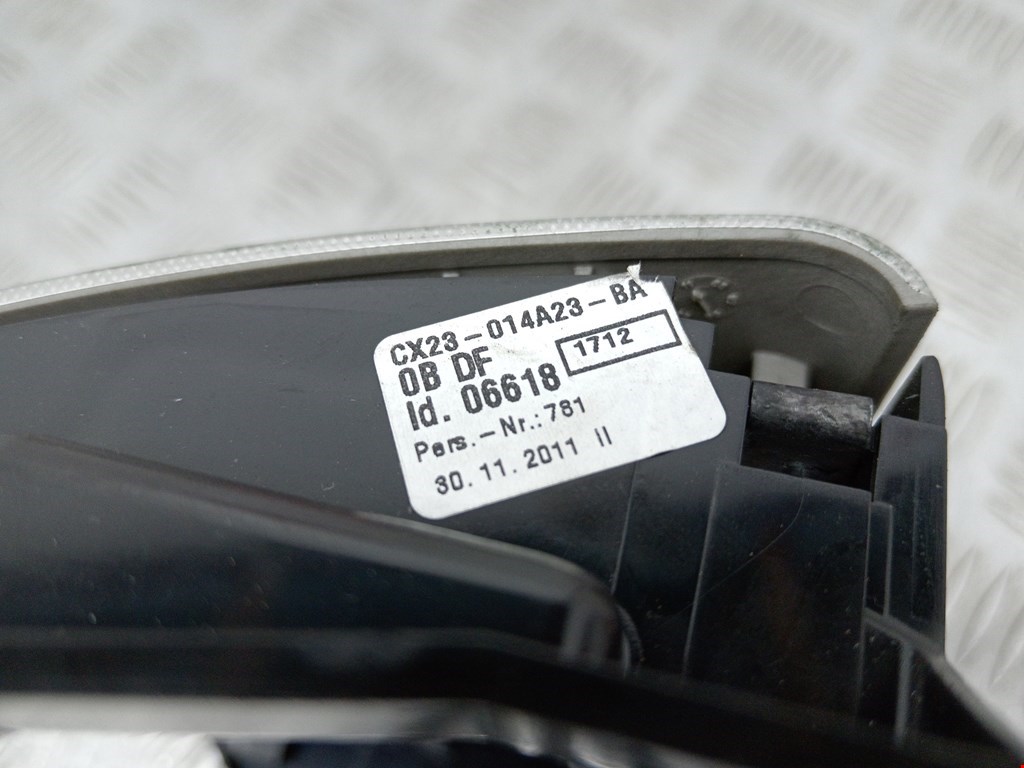 CX23-014A23-BA
0B DF
1712
Id. 06618
Pers.-Nr.:781
30.11.2011 II